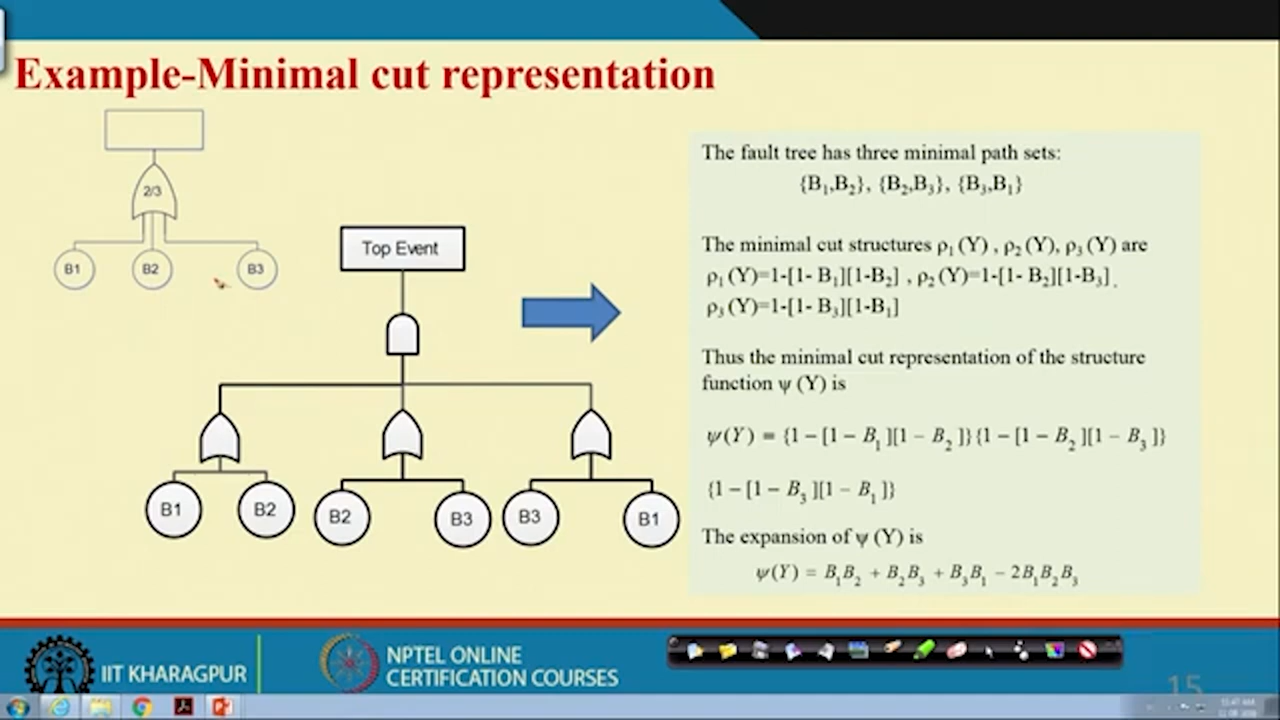 Example-Minimal cut representation
2/3
B1 B2 B3
Top Event
B1 B2 B2 B3 B3 B1
The fault tree has three minimal path sets:
{B₁,B₂}, {B₂,B₃}, {B₃,B₁}
The minimal cut structures ρ₁(Y) , ρ₂(Y), ρ₃(Y) are
ρ₁(Y)=1-[1- B₁][1-B₂] , ρ₂(Y)=1-[1- B₂][1-B₃] ,
ρ₃(Y)=1-[1- B₃][1-B₁]
Thus the minimal cut representation of the structure
function ψ (Y) is
ψ(Y) = {1 − [1 − B₁][1 − B₂]}{1 − [1 − B₂][1 − B₃]}
{1 − [1 − B₃][1 − B₁]}
The expansion of ψ (Y) is
ψ(Y) = B₁B₂ + B₂B₃ + B₃B₁ − 2B₁B₂B₃
IIT KHARAGPUR
NPTEL ONLINE
CERTIFICATION COURSES
15